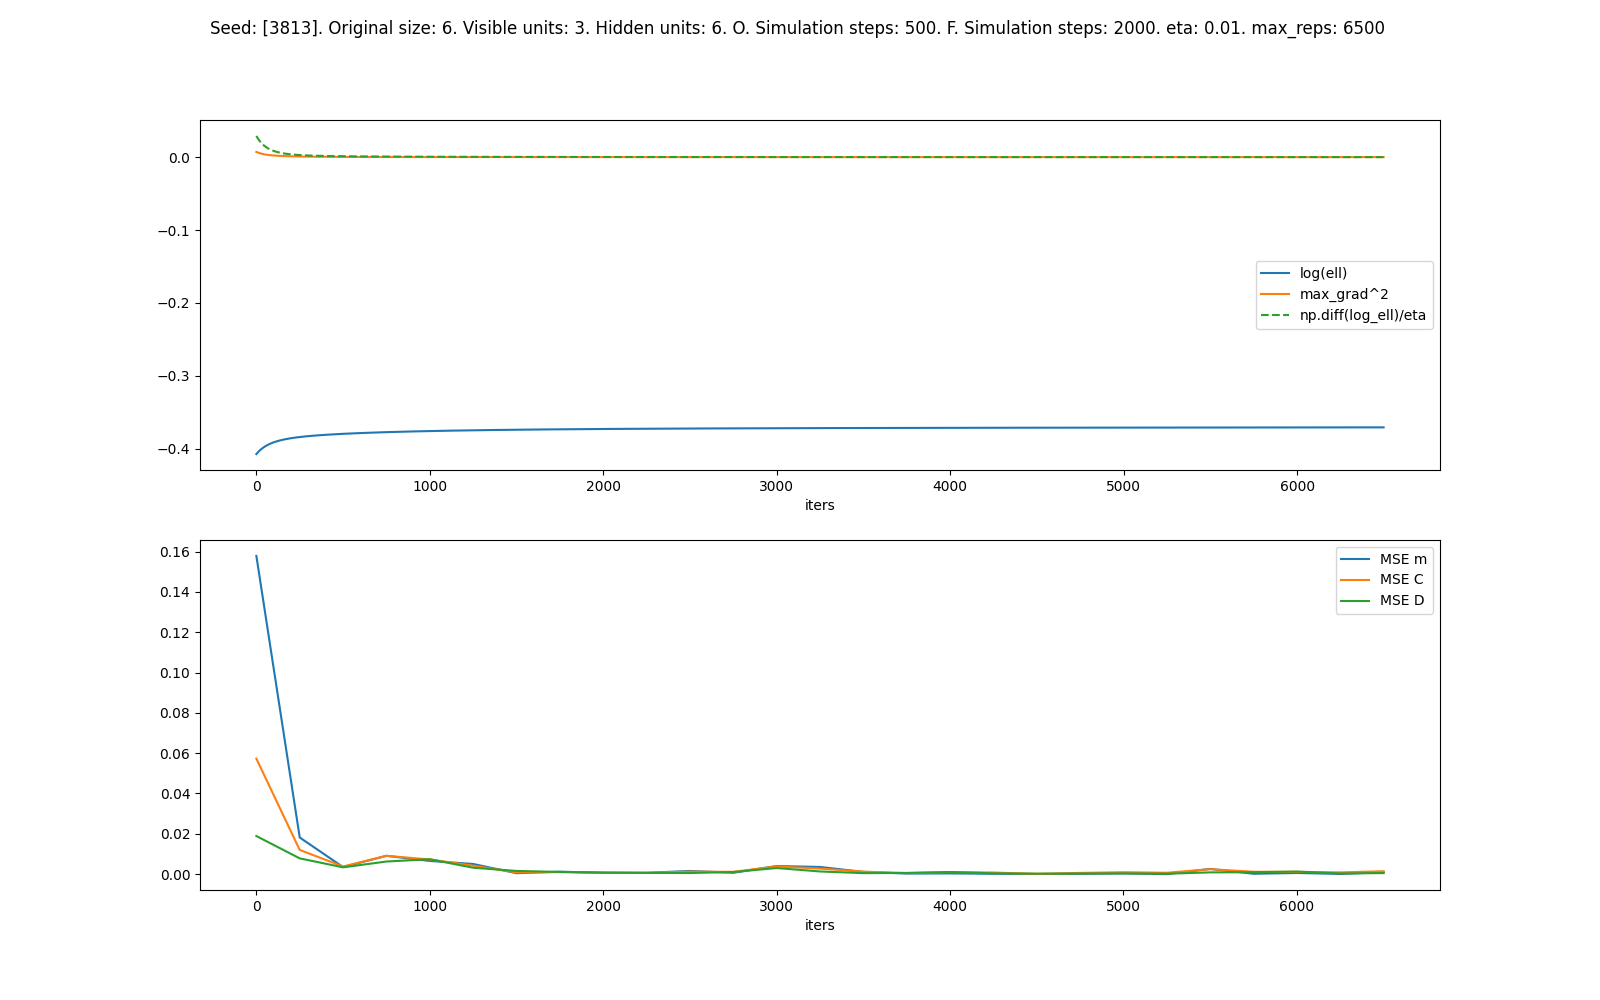 Seed: [3813]. Original size: 6. Visible units: 3. Hidden units: 6. O. Simulation steps: 500. F. Simulation steps: 2000. eta: 0.01. max_reps: 6500
0.0
−0.1
−0.2
−0.3
−0.4
log(ell)
max_grad^2
np.diff(log_ell)/eta
0 1000 2000 3000 4000 5000 6000
iters
0.16
0.14
0.12
0.10
0.08
0.06
0.04
0.02
0.00
MSE m
MSE C
MSE D
0 1000 2000 3000 4000 5000 6000
iters